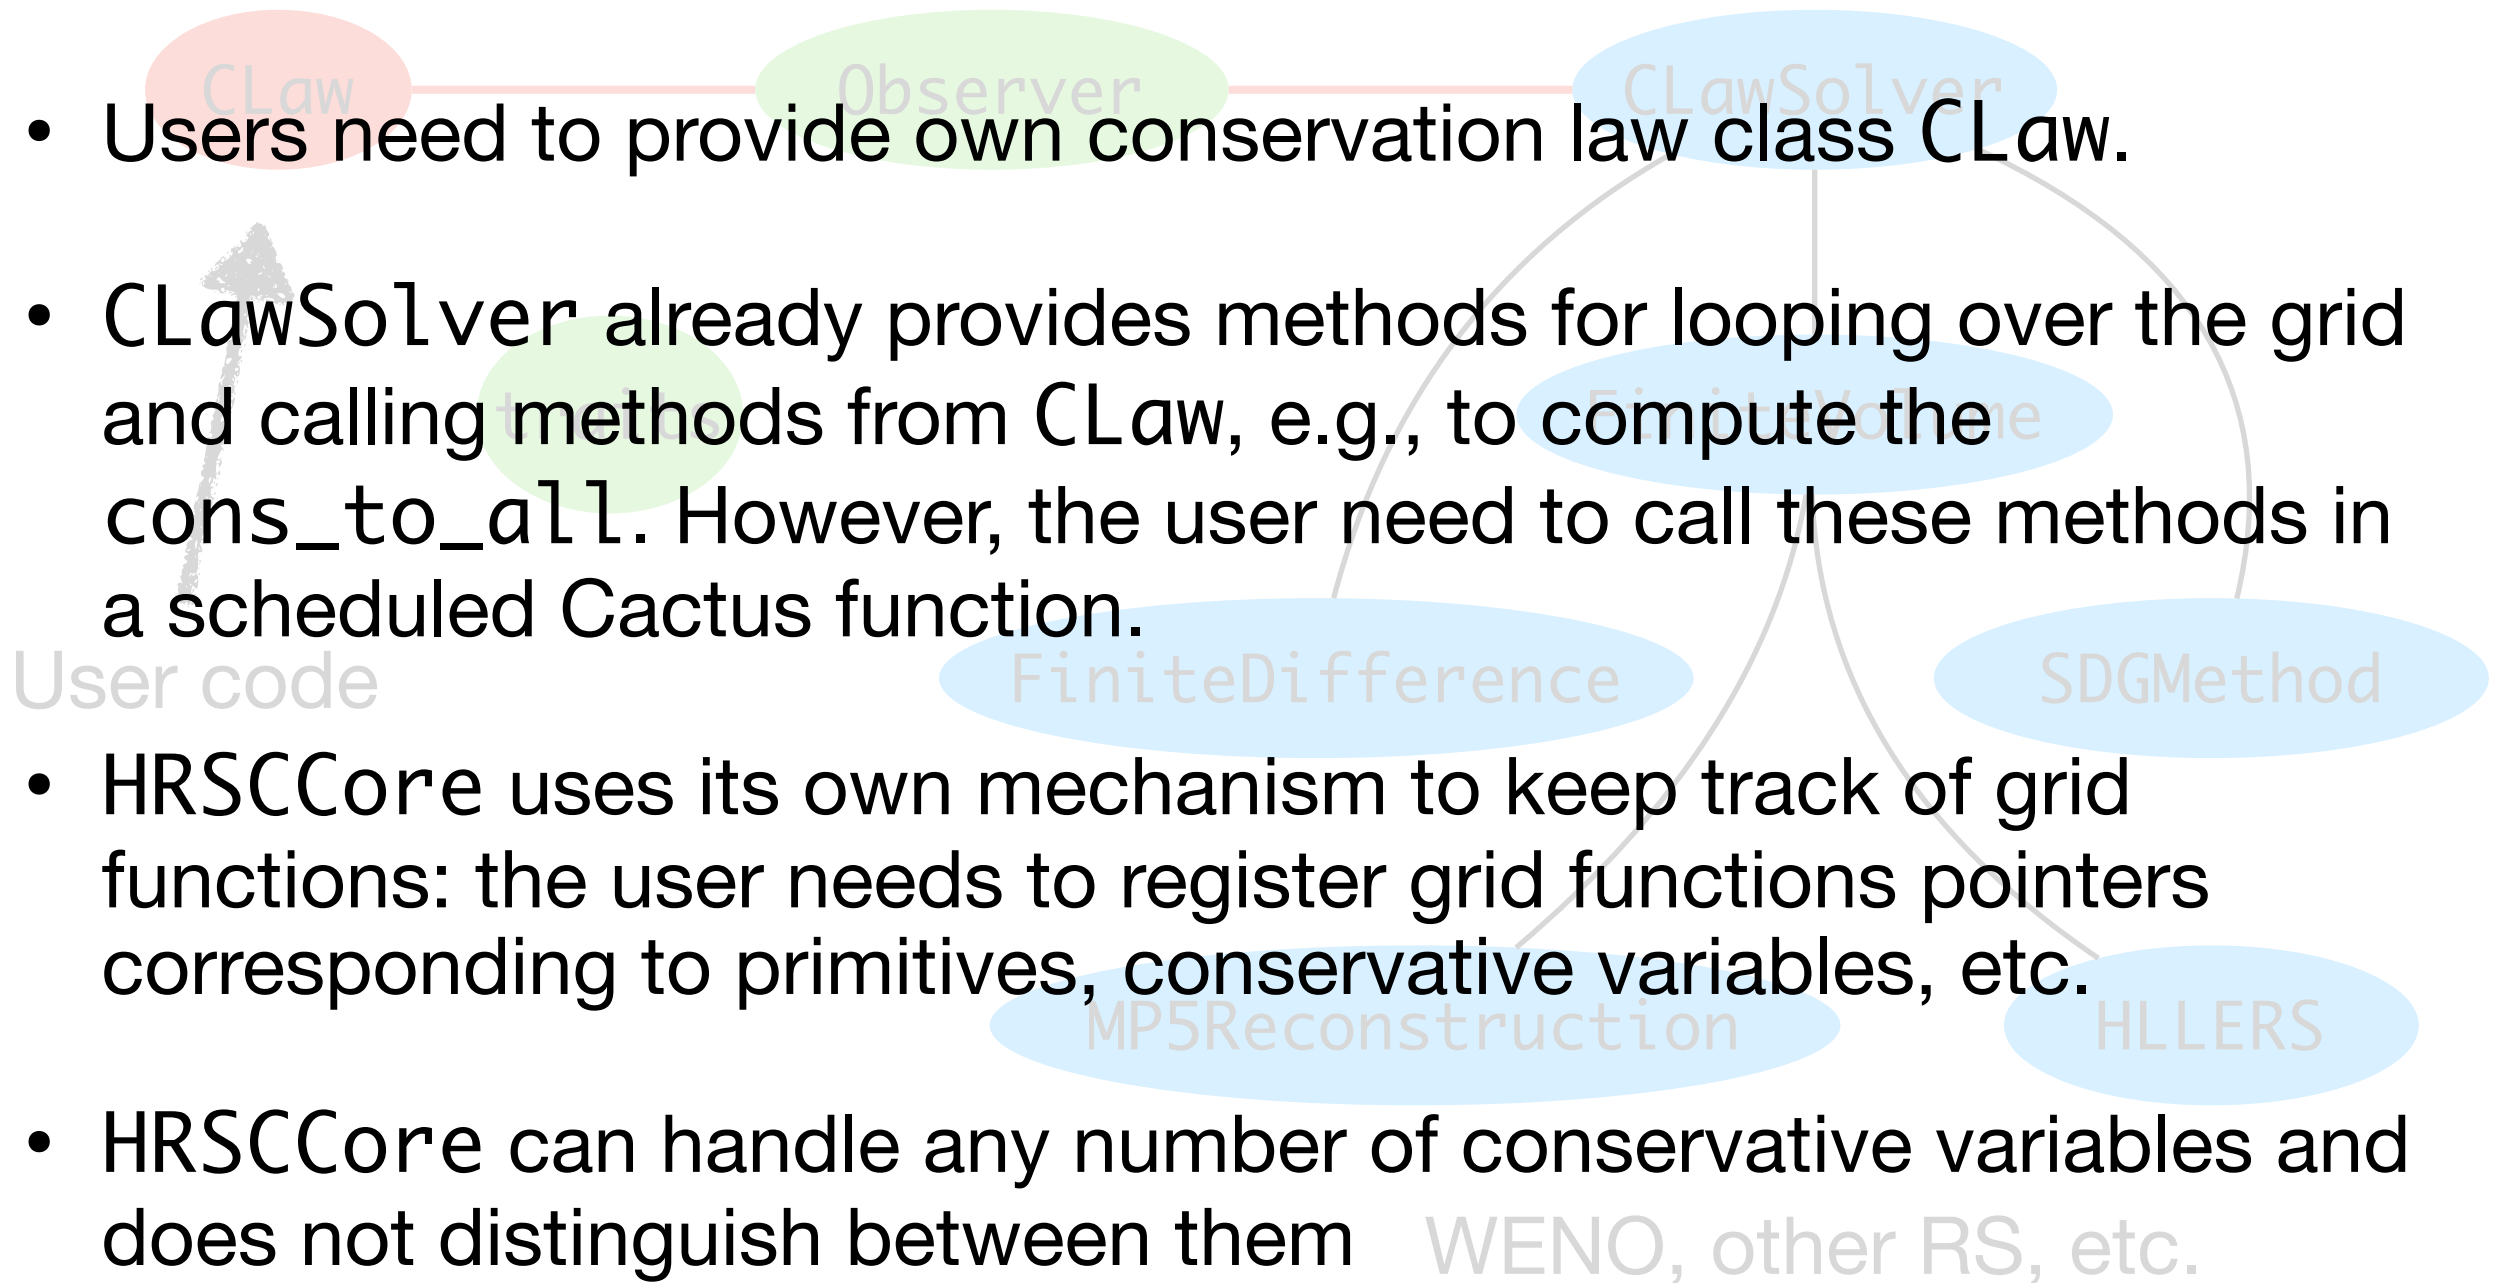 CLaw Observer CLawSolver
• Users need to provide own conservation law class CLaw.
• CLawSolver already provides methods for looping over the grid
traits FiniteVolume
and calling methods from CLaw, e.g., to compute the
cons_to_all. However, the user need to call these methods in
a scheduled Cactus function.
User code FiniteDifference SDGMethod
• HRSCCore uses its own mechanism to keep track of grid
functions: the user needs to register grid functions pointers
corresponding to primitives, conservative variables, etc.
MP5Reconstruction HLLERS
• HRSCCore can handle any number of conservative variables and
does not distinguish between them
WENO, other RS, etc.